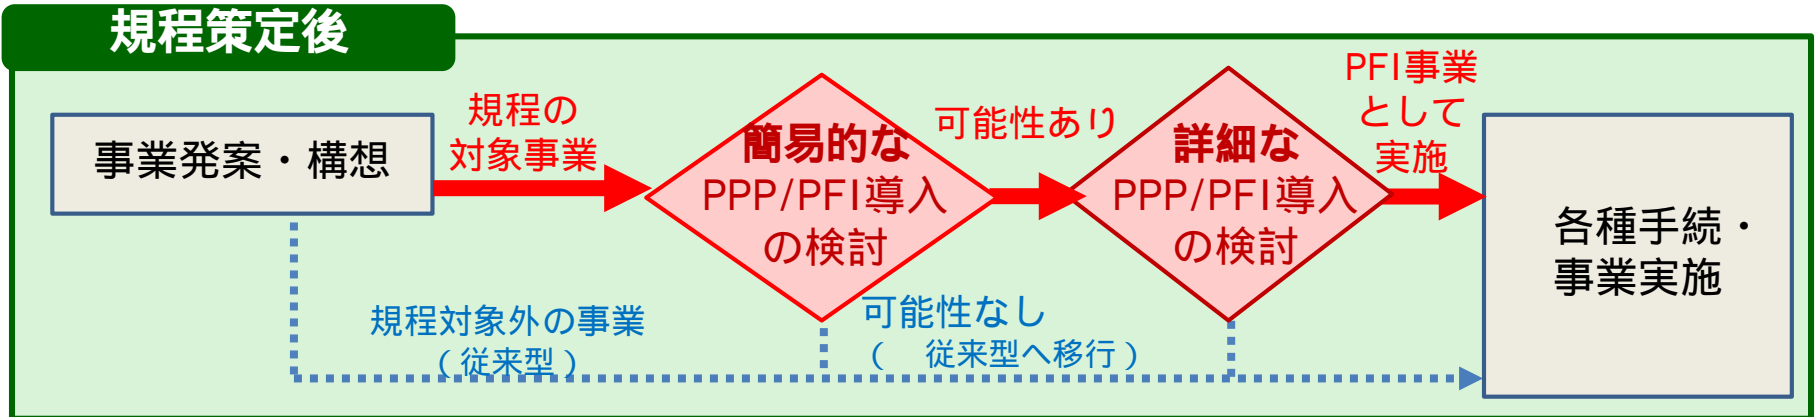 規程策定後
事業発案・構想
規程の
対象事業
簡易的な
PPP/PFI導入
の検討
可能性あり
詳細な
PPP/PFI導入
の検討
PFI事業
として
実施
各種手続・
事業実施
規程対象外の事業
(従来型)
可能性なし
(　従来型へ移行)